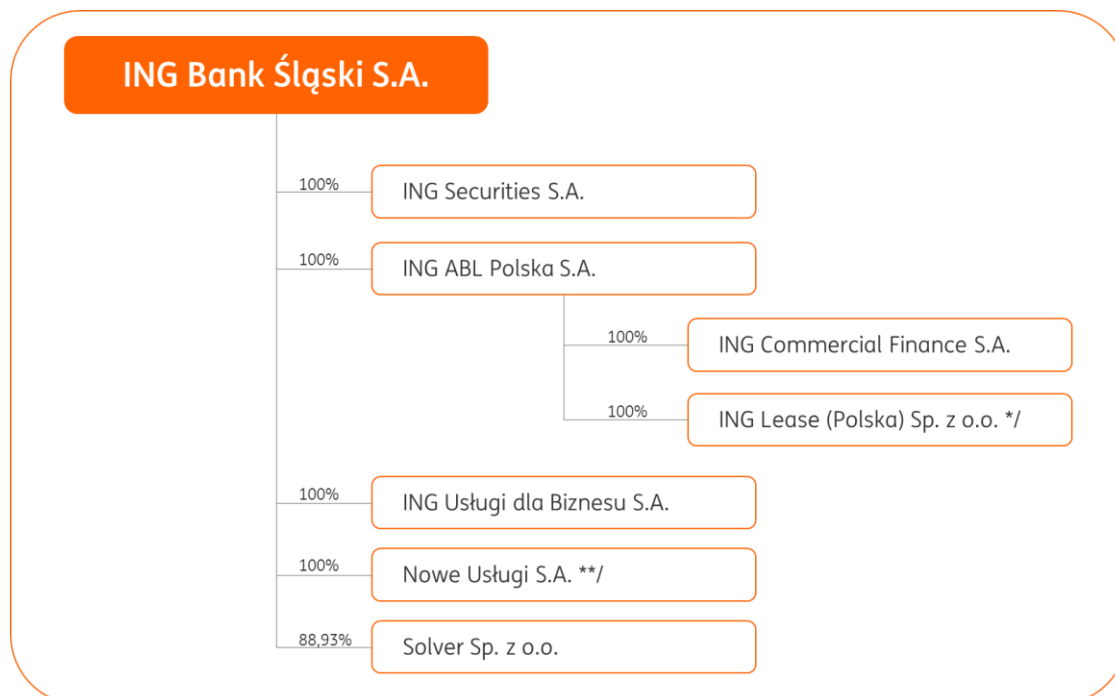 ING Bank Śląski S.A.
100%
ING Securities S.A.
100%
ING ABL Polska S.A.
100%
ING Commercial Finance S.A.
100%
ING Lease (Polska) Sp. z o.o. */
100%
ING Usługi dla Biznesu S.A.
100%
Nowe Usługi S.A. **/
88,93%
Solver Sp. z o.o.